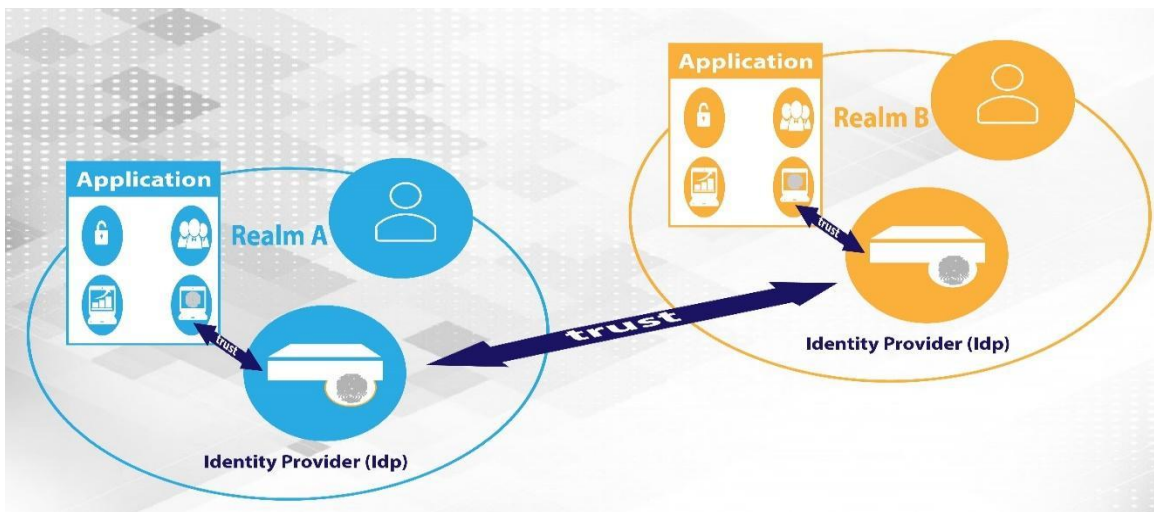 Application
Realm A
trust
Identity Provider (Idp)
trust
Application
Realm B
trust
Identity Provider (Idp)